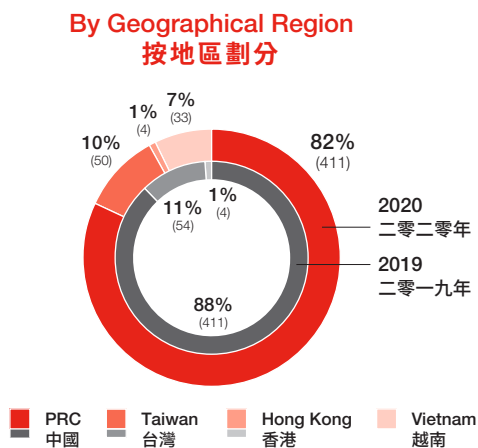 By Geographical Region
按地區劃分
7%
(33)
1%
(4)
10%
(50)
82%
(411)
1%
(4)
11%
(54)
2020
二零二零年
2019
二零一九年
88%
(411)
PRC
中國
Taiwan
台灣
Hong Kong
香港
Vietnam
越南